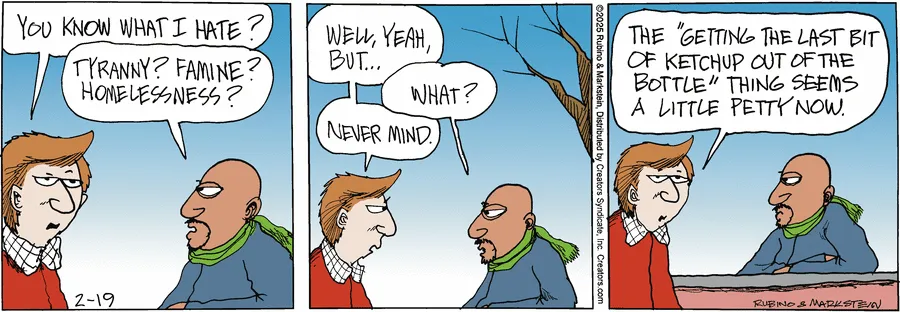 YOU KNOW WHAT I HATE?
TYRANNY? FAMINE?
HOMELESSNESS?
2-19
WELL, YEAH,
BUT...
WHAT?
NEVER MIND.
©2025 Rubino & Markstein, Distributed by Creators Syndicate, Inc. Creators.com
THE "GETTING THE LAST BIT
OF KETCHUP OUT OF THE
BOTTLE" THING SEEMS
A LITTLE PETTY NOW.
RUBINO & MARKSTEIN